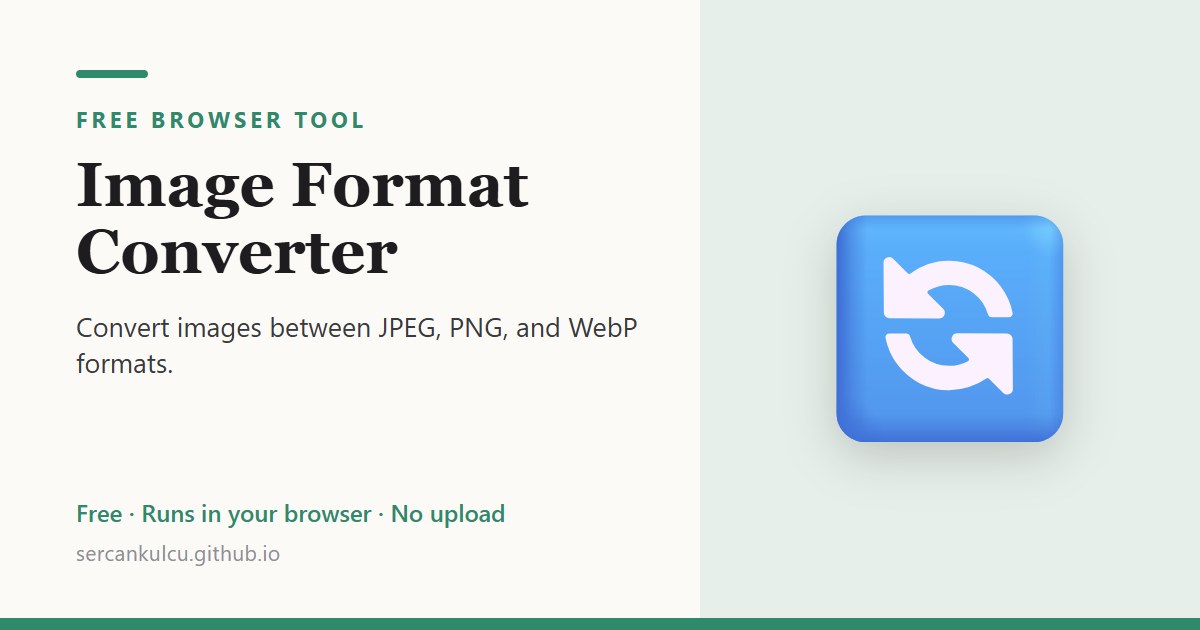 FREE BROWSER TOOL
Image Format
Converter
Convert images between JPEG, PNG, and WebP
formats.
Free · Runs in your browser · No upload
sercankulcu.github.io